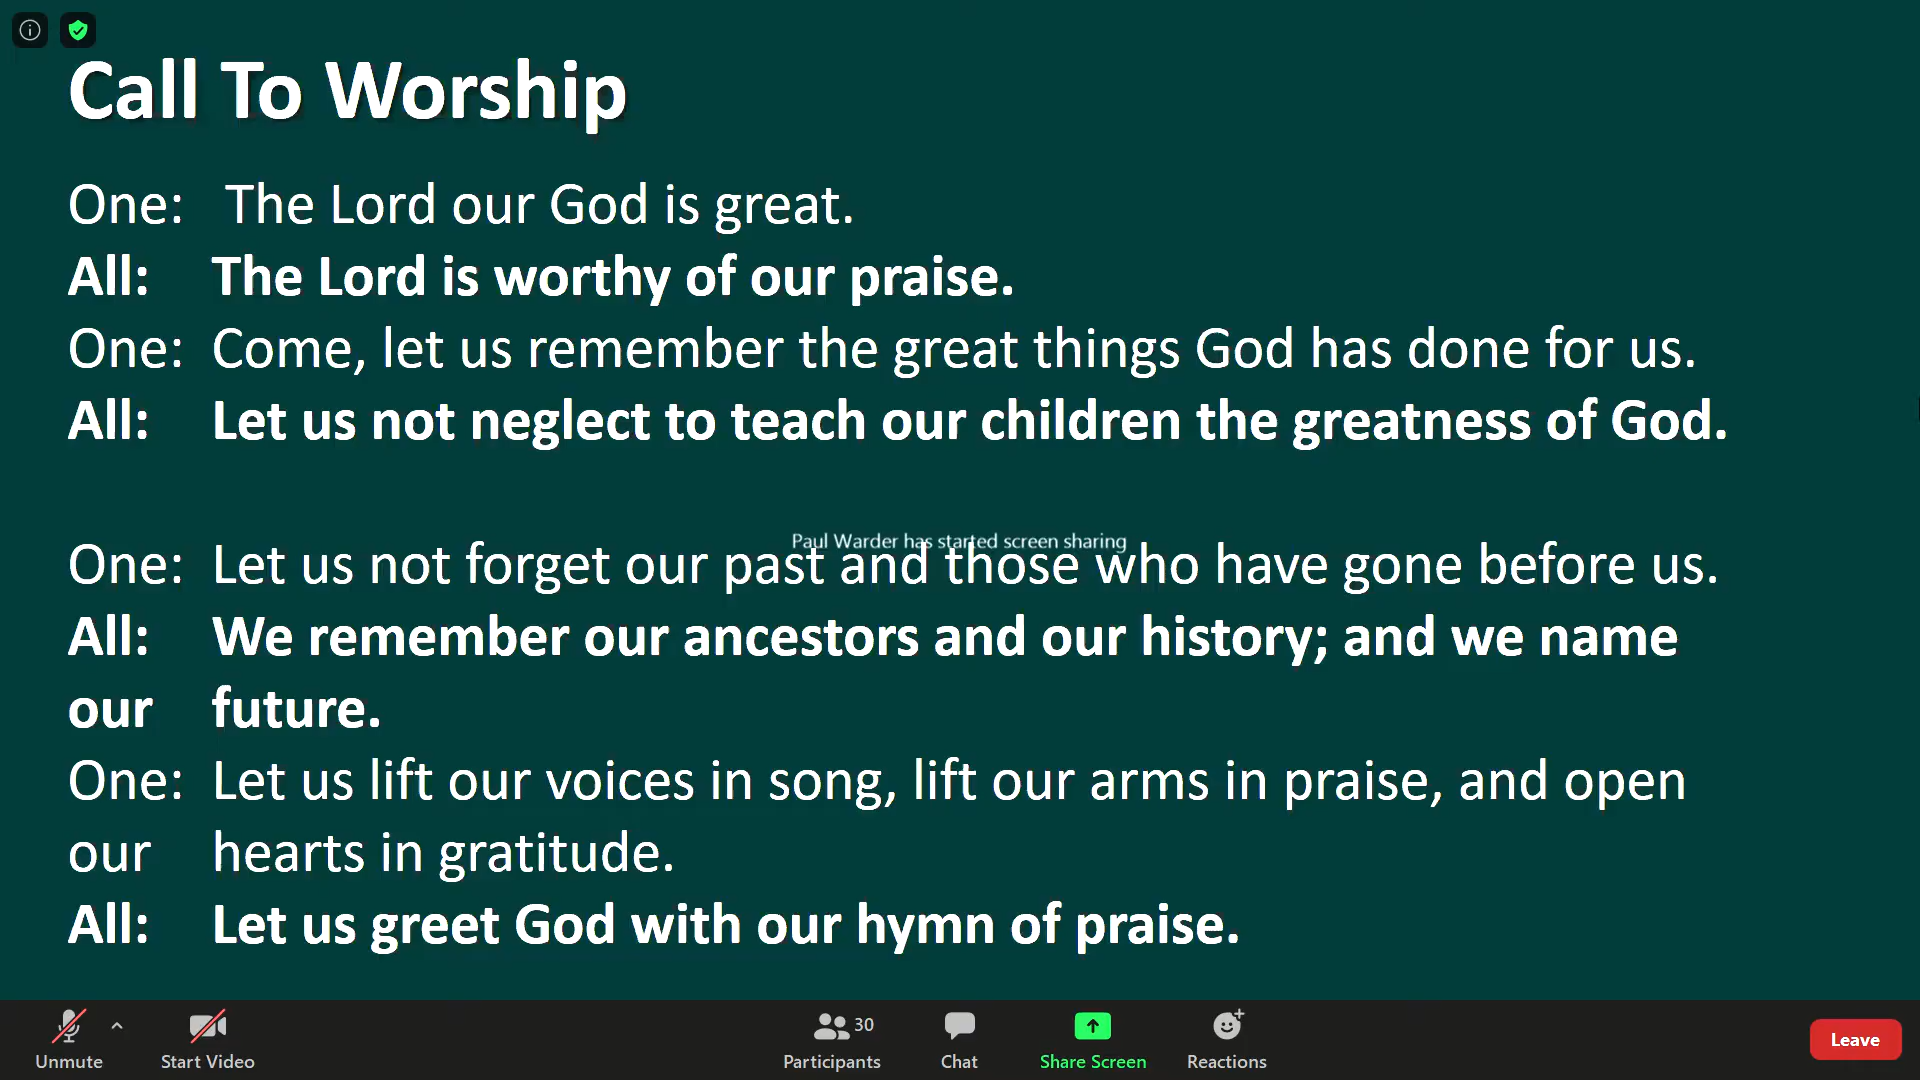 Call To Worship
One: The Lord our God is great.
All: The Lord is worthy of our praise.
One: Come, let us remember the great things God has done for us.
All: Let us not neglect to teach our children the greatness of God.
Paul Warder has started screen sharing
One: Let us not forget our past and those who have gone before us.
All: We remember our ancestors and our history; and we name
our future.
One: Let us lift our voices in song, lift our arms in praise, and open
our hearts in gratitude.
All: Let us greet God with our hymn of praise.
30
Unmute Start Video Participants Chat Share Screen Reactions Leave